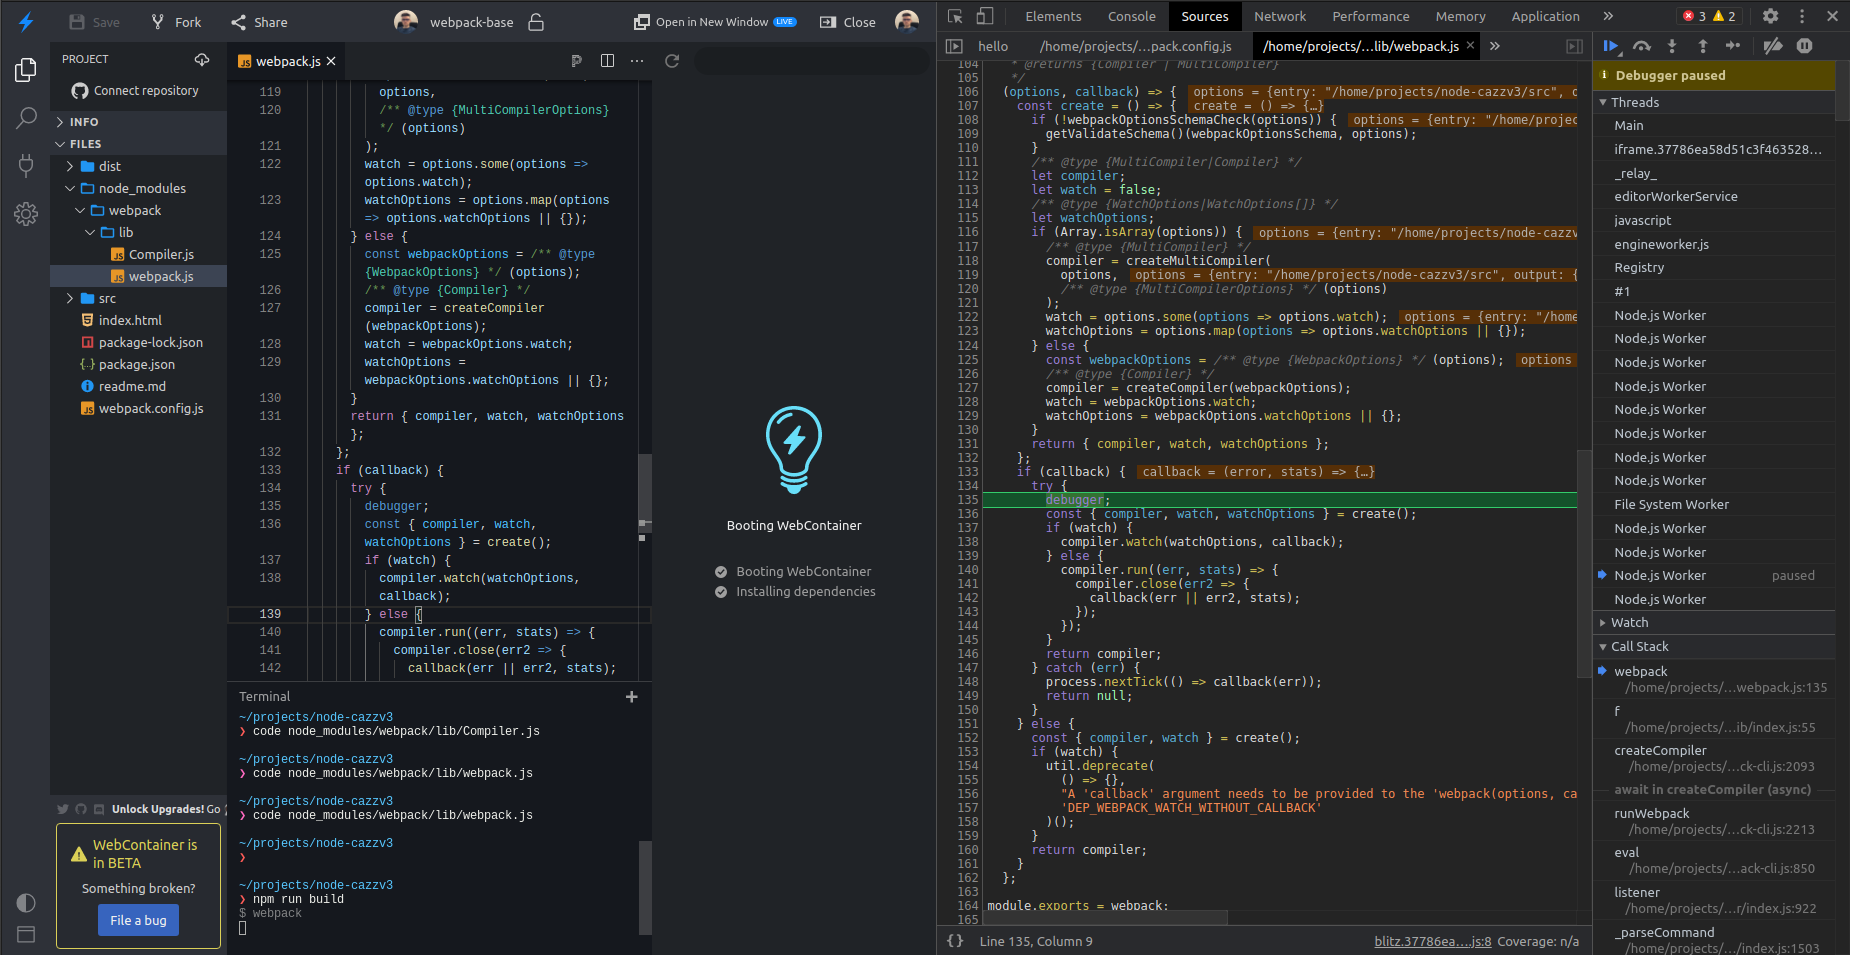 Save
Fork
Share
webpack-base
Open in New Window LIVE
Close
PROJECT
Connect repository
INFO
FILES
dist
node_modules
webpack
lib
Compiler.js
webpack.js
src
index.html
package-lock.json
package.json
readme.md
webpack.config.js
Unlock Upgrades! Go
WebContainer is
in BETA
Something broken?
File a bug
webpack.js
119 options,
120 /** @type {MultiCompilerOptions}
*/ (options)
121 );
122 watch = options.some(options =>
options.watch);
123 watchOptions = options.map(options
=> options.watchOptions || {});
124 } else {
125 const webpackOptions = /** @type
{WebpackOptions} */ (options);
126 /** @type {Compiler} */
127 compiler = createCompiler
(webpackOptions);
128 watch = webpackOptions.watch;
129 watchOptions =
webpackOptions.watchOptions || {};
130 }
131 return { compiler, watch, watchOptions
};
132 };
133 if (callback) {
134 try {
135 debugger;
136 const { compiler, watch,
watchOptions } = create();
137 if (watch) {
138 compiler.watch(watchOptions,
callback);
139 } else {
140 compiler.run((err, stats) => {
141 compiler.close(err2 => {
142 callback(err || err2, stats);
Terminal
~/projects/node-cazzv3
❯ code node_modules/webpack/lib/Compiler.js
~/projects/node-cazzv3
❯ code node_modules/webpack/lib/webpack.js
~/projects/node-cazzv3
❯ code node_modules/webpack/lib/webpack.js
~/projects/node-cazzv3
❯
~/projects/node-cazzv3
❯ npm run build
$ webpack
Booting WebContainer
Booting WebContainer
Installing dependencies
Elements Console Sources Network Performance Memory Application » 3 2
hello /home/projects/…pack.config.js /home/projects/…lib/webpack.js × »
104 * @returns {Compiler | MultiCompiler}
105 */
106 (options, callback) => { options = {entry: "/home/projects/node-cazzv3/src", o
107 const create = () => { create = () => {…}
108 if (!webpackOptionsSchemaCheck(options)) { options = {entry: "/home/projec
109 getValidateSchema()(webpackOptionsSchema, options);
110 }
111 /** @type {MultiCompiler|Compiler} */
112 let compiler;
113 let watch = false;
114 /** @type {WatchOptions|WatchOptions[]} */
115 let watchOptions;
116 if (Array.isArray(options)) { options = {entry: "/home/projects/node-cazzv
117 /** @type {MultiCompiler} */
118 compiler = createMultiCompiler(
119 options, options = {entry: "/home/projects/node-cazzv3/src", output: {
120 /** @type {MultiCompilerOptions} */ (options)
121 );
122 watch = options.some(options => options.watch); options = {entry: "/home
123 watchOptions = options.map(options => options.watchOptions || {});
124 } else {
125 const webpackOptions = /** @type {WebpackOptions} */ (options); options
126 /** @type {Compiler} */
127 compiler = createCompiler(webpackOptions);
128 watch = webpackOptions.watch;
129 watchOptions = webpackOptions.watchOptions || {};
130 }
131 return { compiler, watch, watchOptions };
132 };
133 if (callback) { callback = (error, stats) => {…}
134 try {
135 debugger;
136 const { compiler, watch, watchOptions } = create();
137 if (watch) {
138 compiler.watch(watchOptions, callback);
139 } else {
140 compiler.run((err, stats) => {
141 compiler.close(err2 => {
142 callback(err || err2, stats);
143 });
144 });
145 }
146 return compiler;
147 } catch (err) {
148 process.nextTick(() => callback(err));
149 return null;
150 }
151 } else {
152 const { compiler, watch } = create();
153 if (watch) {
154 util.deprecate(
155 () => {},
156 "A 'callback' argument needs to be provided to the 'webpack(options, ca
157 'DEP_WEBPACK_WATCH_WITHOUT_CALLBACK'
158 )();
159 }
160 return compiler;
161 }
162 };
163
164 module.exports = webpack;
165
{} Line 135, Column 9 blitz.37786ea….js:8 Coverage: n/a
Debugger paused
Threads
Main
iframe.37786ea58d51c3f463528…
_relay_
editorWorkerService
javascript
engineworker.js
Registry
#1
Node.js Worker
Node.js Worker
Node.js Worker
Node.js Worker
Node.js Worker
Node.js Worker
Node.js Worker
Node.js Worker
File System Worker
Node.js Worker
Node.js Worker
Node.js Worker paused
Node.js Worker
Watch
Call Stack
webpack
/home/projects/…webpack.js:135
f
/home/projects/…ib/index.js:55
createCompiler
/home/projects/…ck-cli.js:2093
await in createCompiler (async)
runWebpack
/home/projects/…ck-cli.js:2213
eval
/home/projects/…ack-cli.js:850
listener
/home/projects/…r/index.js:922
_parseCommand
/home/projects/…/index.js:1503